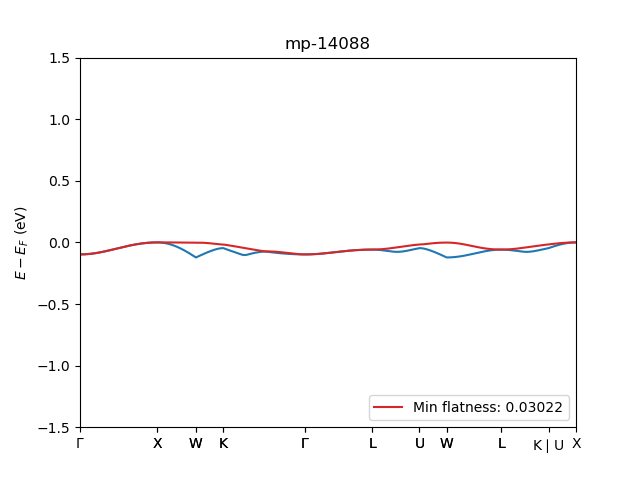 mp-14088
E − E_F (eV)
1.5
1.0
0.5
0.0
−0.5
−1.0
−1.5
Min flatness: 0.03022
Γ X W K Γ L U W L K | U X